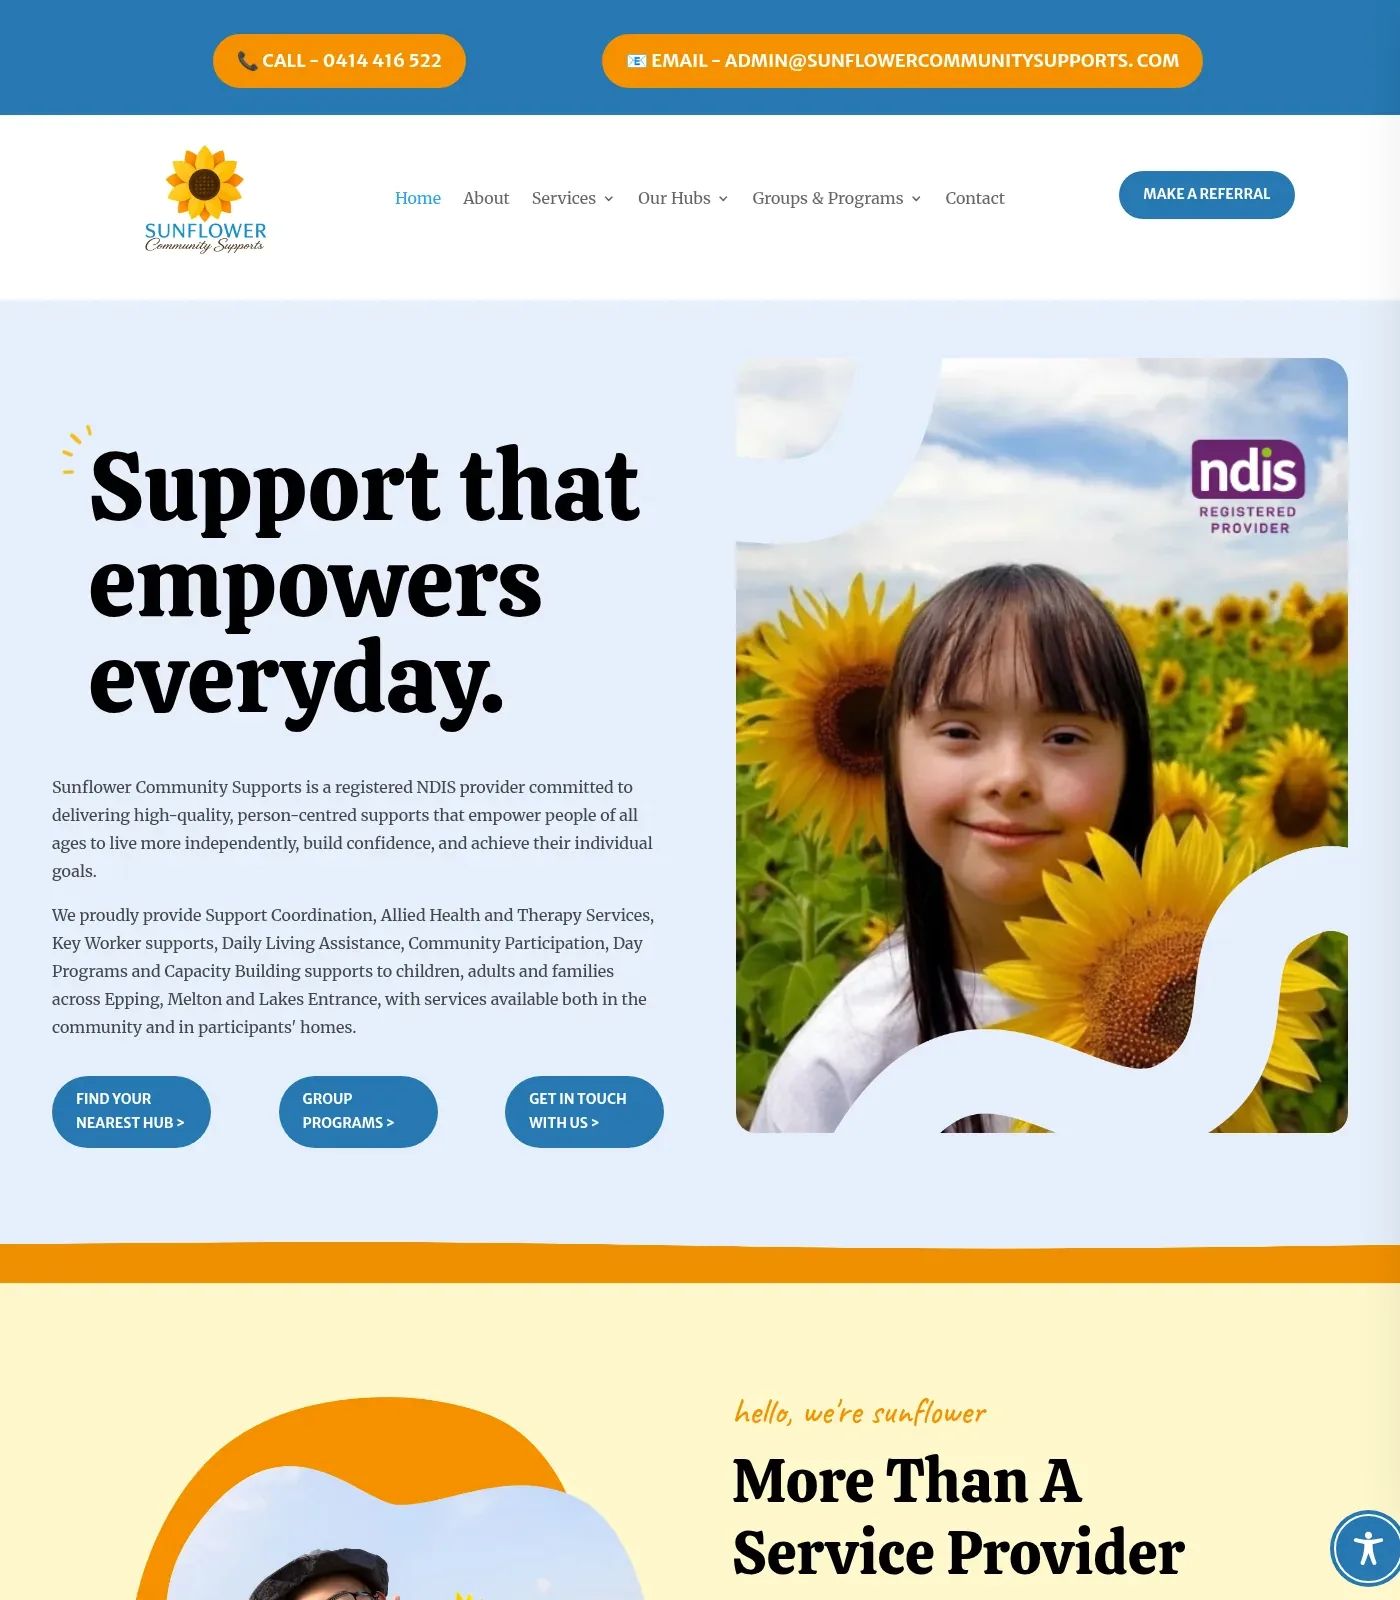 📞 CALL - 0414 416 522
📧 EMAIL - ADMIN@SUNFLOWERCOMMUNITYSUPPORTS. COM
SUNFLOWER
Community Supports
Home
About
Services
Our Hubs
Groups & Programs
Contact
MAKE A REFERRAL
Support that
empowers
everyday.
ndis
REGISTERED
PROVIDER
Sunflower Community Supports is a registered NDIS provider committed to
delivering high-quality, person-centred supports that empower people of all
ages to live more independently, build confidence, and achieve their individual
goals.
We proudly provide Support Coordination, Allied Health and Therapy Services,
Key Worker supports, Daily Living Assistance, Community Participation, Day
Programs and Capacity Building supports to children, adults and families
across Epping, Melton and Lakes Entrance, with services available both in the
community and in participants' homes.
FIND YOUR
NEAREST HUB >
GROUP
PROGRAMS >
GET IN TOUCH
WITH US >
hello, we're sunflower
More Than A
Service Provider